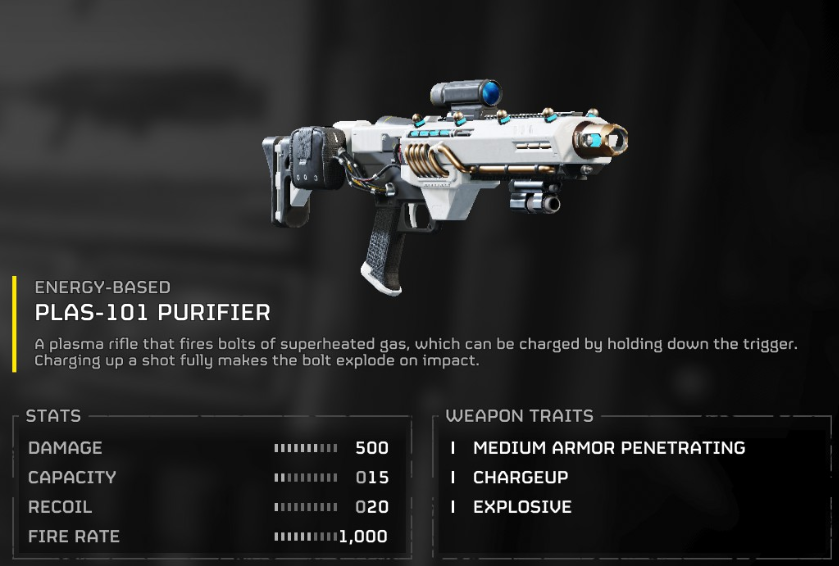 ENERGY-BASED
PLAS-101 PURIFIER
A plasma rifle that fires bolts of superheated gas, which can be charged by holding down the trigger.
Charging up a shot fully makes the bolt explode on impact.
STATS
DAMAGE 500
CAPACITY 015
RECOIL 020
FIRE RATE 1,000
WEAPON TRAITS
MEDIUM ARMOR PENETRATING
CHARGEUP
EXPLOSIVE